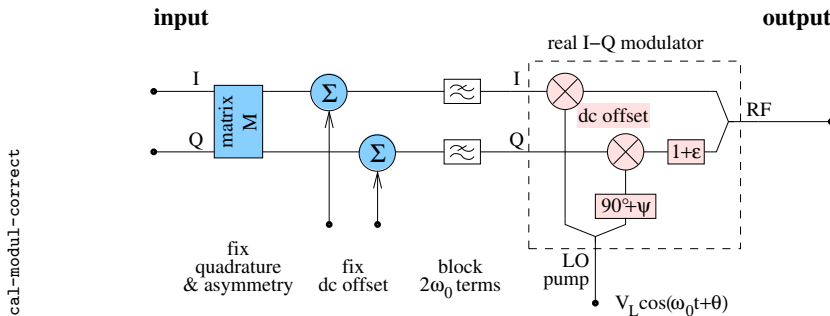 input
output
real I−Q modulator
I
I
matrix
M
Σ
dc offset
RF
Q
Σ
Q
1+ε
90°+ψ
fix
quadrature
& asymmetry
fix
dc offset
block
2ω₀ terms
LO
pump
V_L cos(ω₀t+θ)
cal-modul-correct